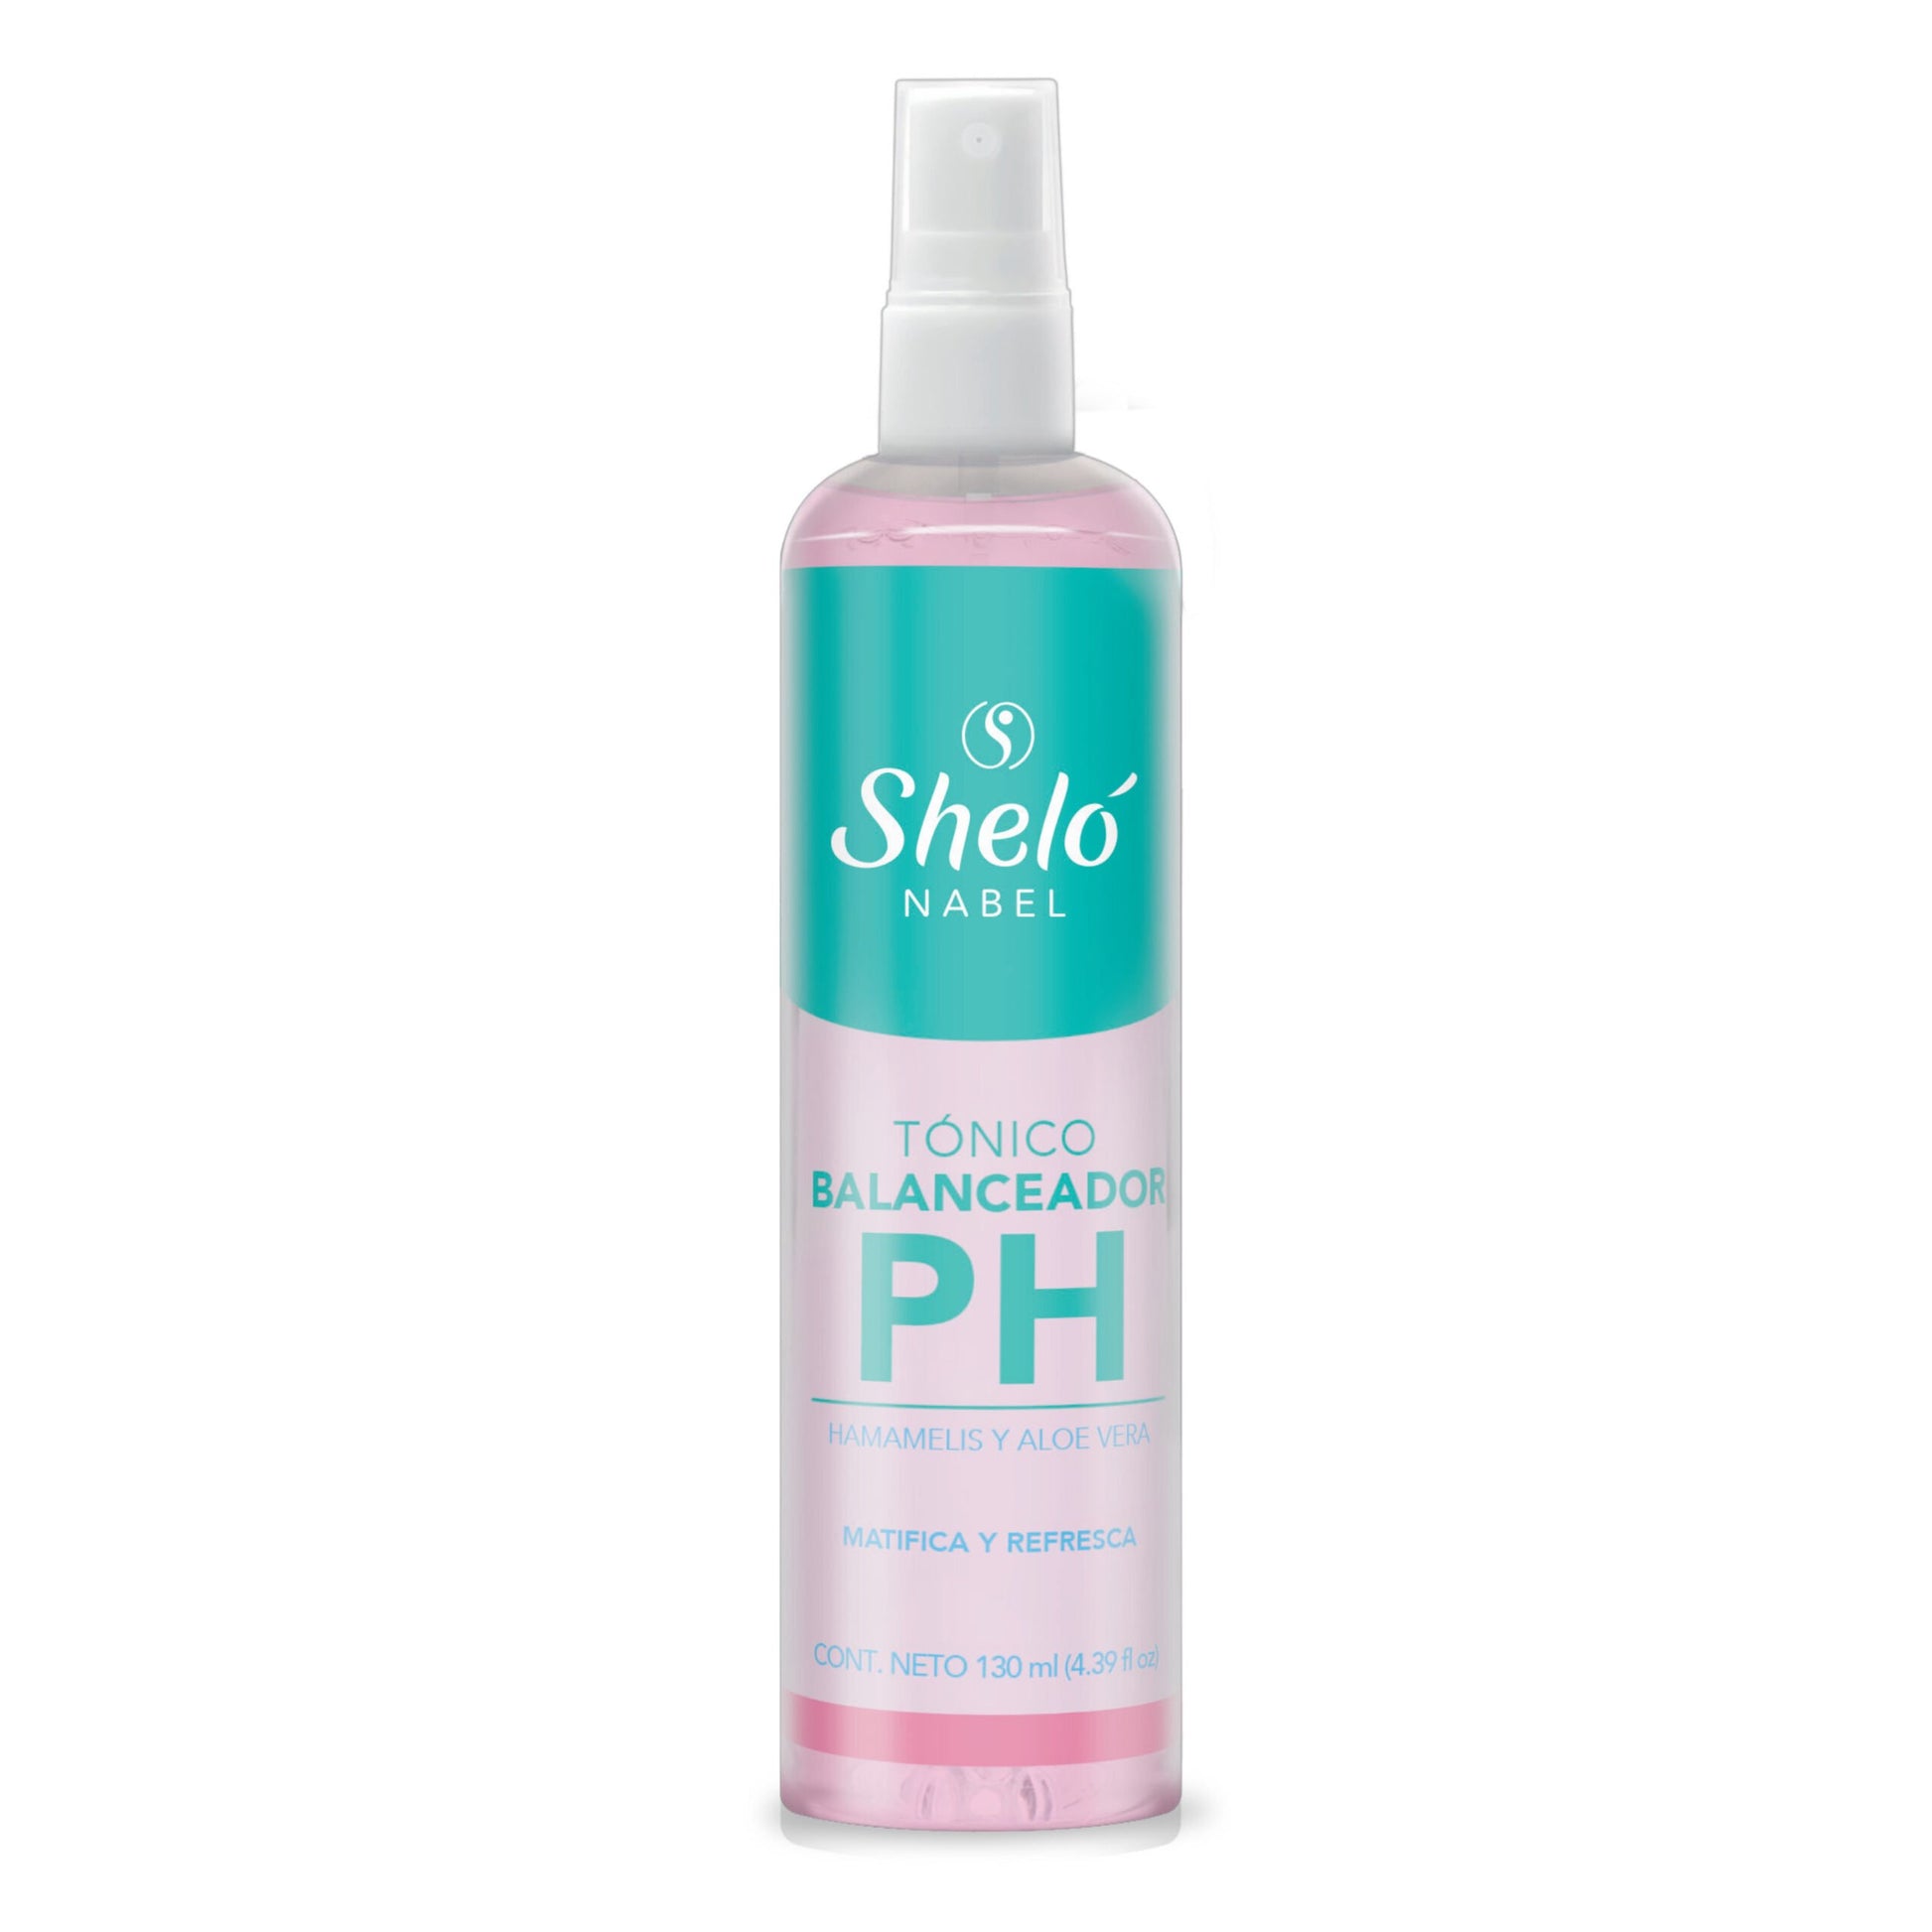 Sheló
NABEL
TÓNICO
BALANCEADOR
PH
HAMAMELIS Y ALOE VERA
MATIFICA Y REFRESCA
CONT. NETO 130 ml (4.39 fl oz)